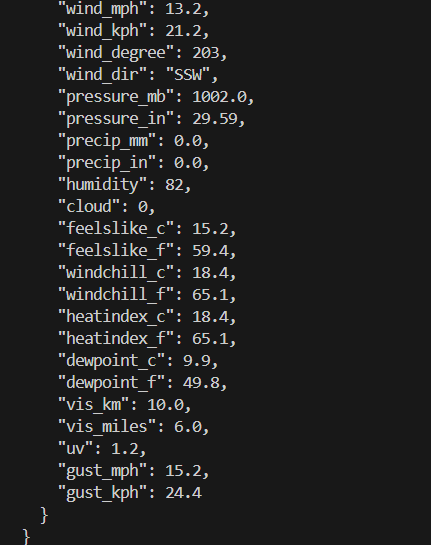 "wind_mph": 13.2,
"wind_kph": 21.2,
"wind_degree": 203,
"wind_dir": "SSW",
"pressure_mb": 1002.0,
"pressure_in": 29.59,
"precip_mm": 0.0,
"precip_in": 0.0,
"humidity": 82,
"cloud": 0,
"feelslike_c": 15.2,
"feelslike_f": 59.4,
"windchill_c": 18.4,
"windchill_f": 65.1,
"heatindex_c": 18.4,
"heatindex_f": 65.1,
"dewpoint_c": 9.9,
"dewpoint_f": 49.8,
"vis_km": 10.0,
"vis_miles": 6.0,
"uv": 1.2,
"gust_mph": 15.2,
"gust_kph": 24.4
}
}